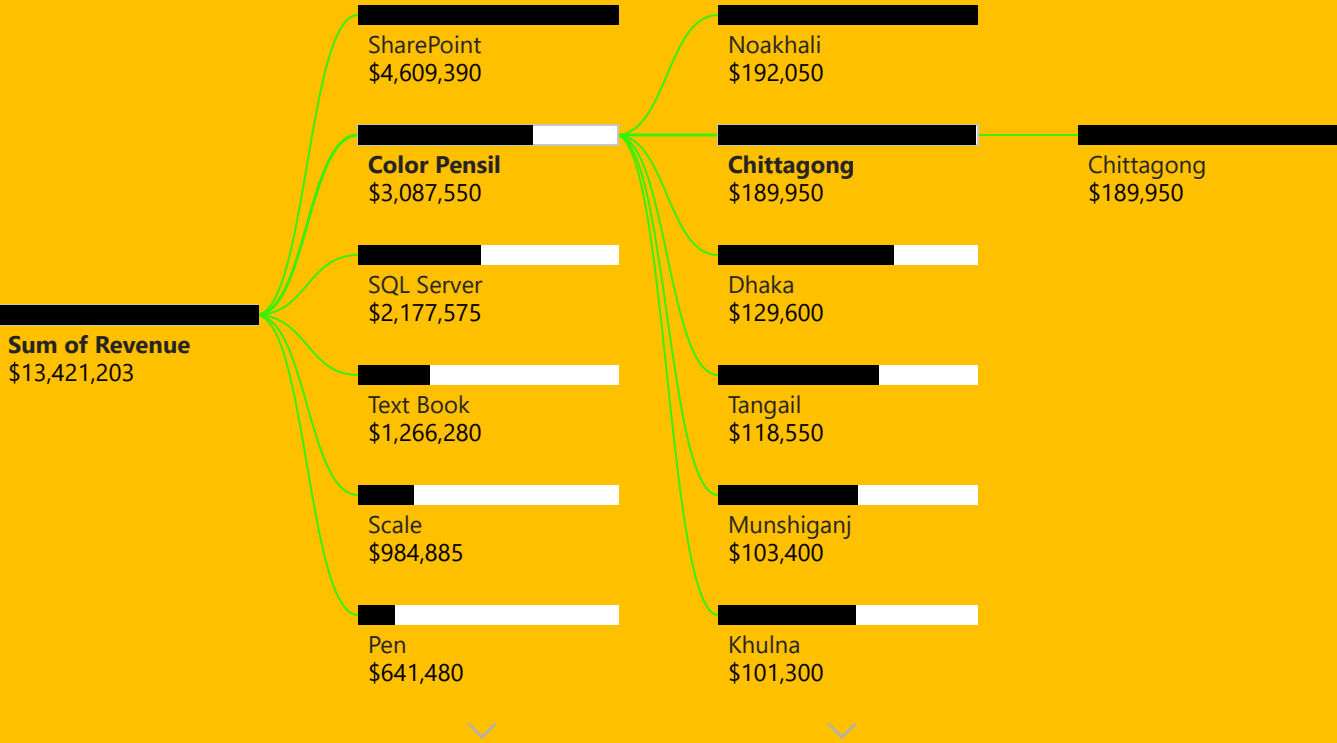 Sum of Revenue
$13,421,203
SharePoint
$4,609,390
Color Pensil
$3,087,550
SQL Server
$2,177,575
Text Book
$1,266,280
Scale
$984,885
Pen
$641,480
Noakhali
$192,050
Chittagong
$189,950
Dhaka
$129,600
Tangail
$118,550
Munshiganj
$103,400
Khulna
$101,300
Chittagong
$189,950